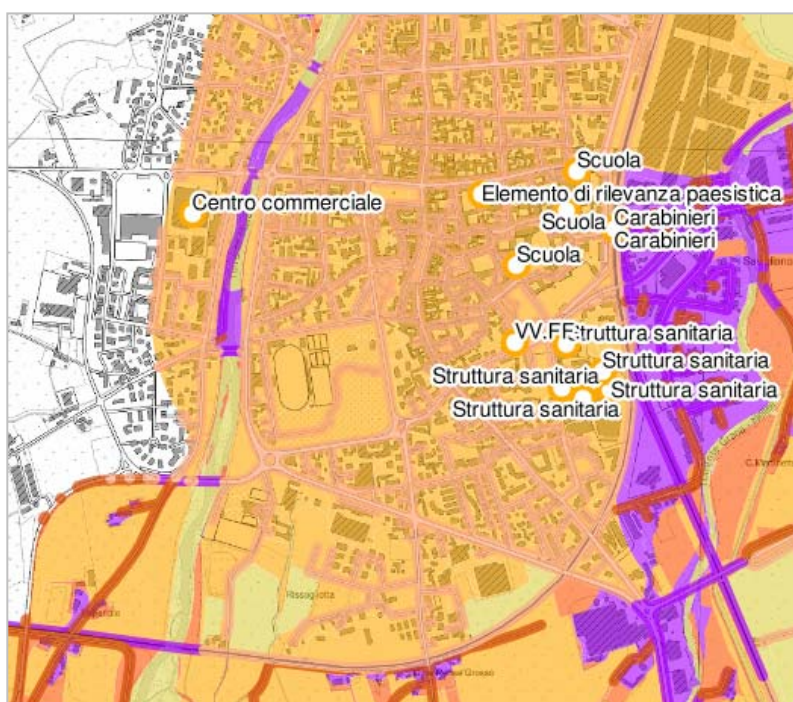 Scuola
Centro commerciale
Elemento di rilevanza paesistica
Scuola
Carabinieri
Carabinieri
Scuola
VV.FF.
Struttura sanitaria
Struttura sanitaria
Struttura sanitaria
Struttura sanitaria
Struttura sanitaria
Rissagliotta